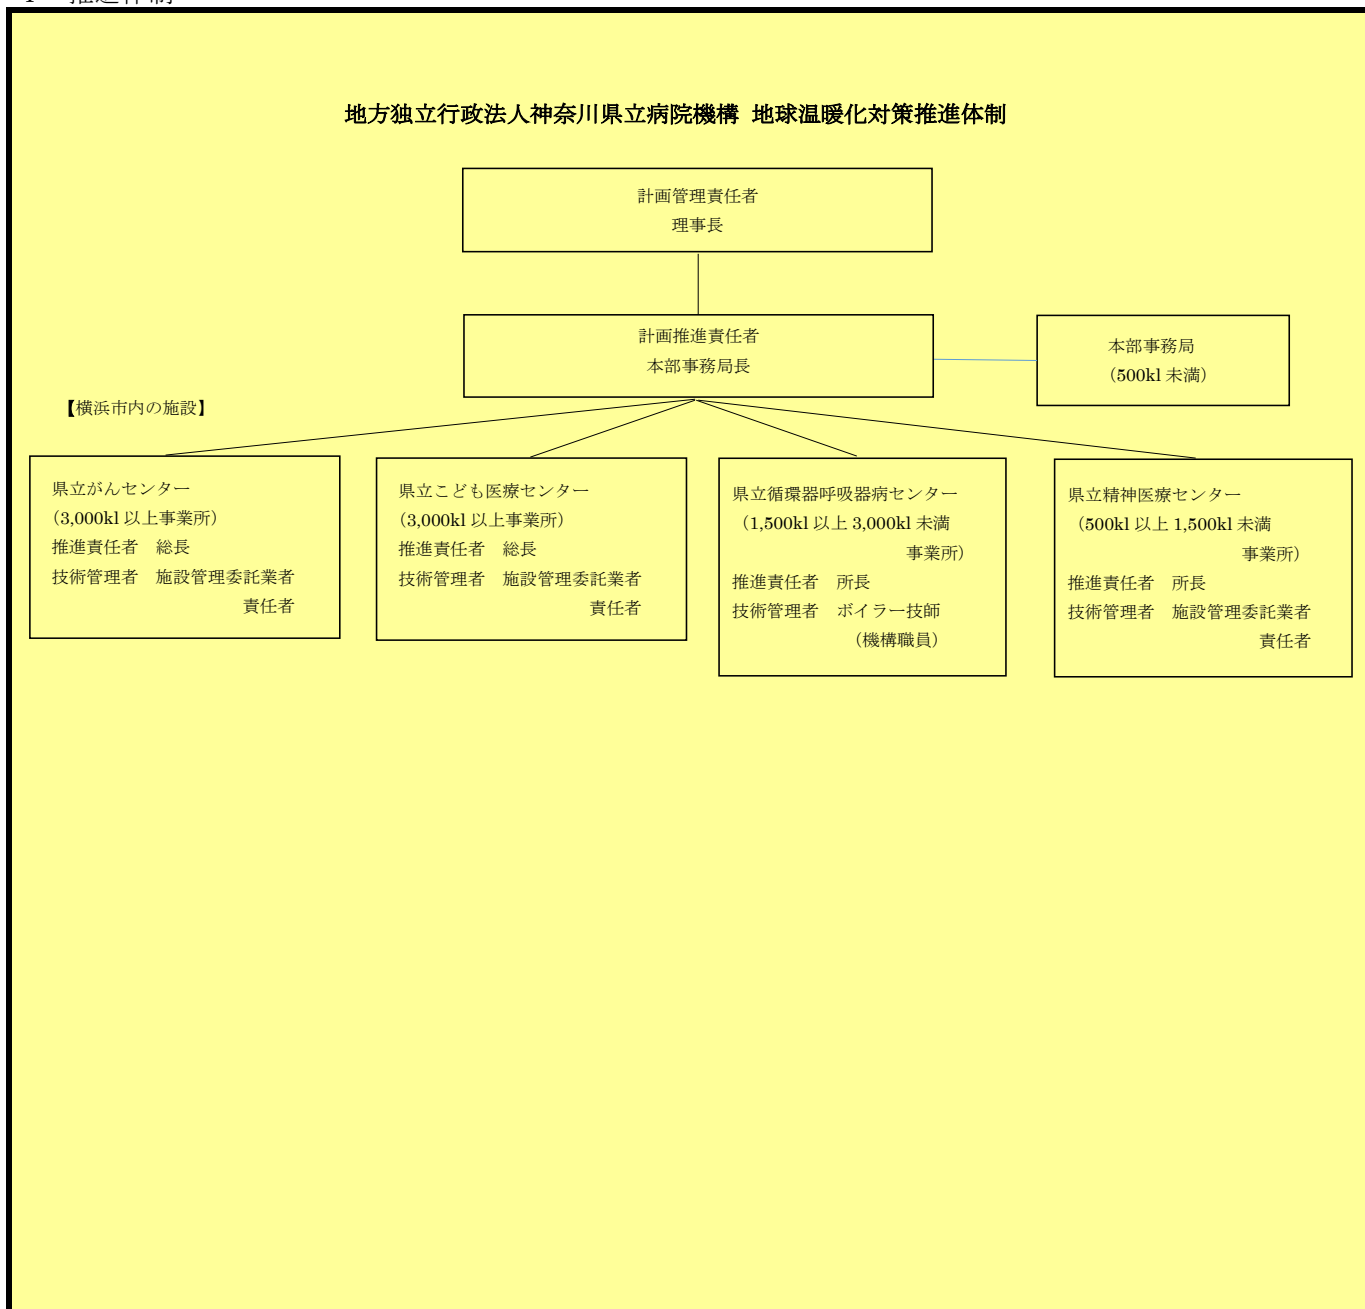 地方独立行政法人神奈川県立病院機構 地球温暖化対策推進体制
計画管理責任者
理事長
計画推進責任者
本部事務局長
本部事務局
（500kl 未満）
【横浜市内の施設】
県立がんセンター
（3,000kl 以上事業所）
推進責任者　総長
技術管理者　施設管理委託業者
責任者
県立こども医療センター
（3,000kl 以上事業所）
推進責任者　総長
技術管理者　施設管理委託業者
責任者
県立循環器呼吸器病センター
（1,500kl 以上 3,000kl 未満
事業所）
推進責任者　所長
技術管理者　ボイラー技師
（機構職員）
県立精神医療センター
（500kl 以上 1,500kl 未満
事業所）
推進責任者　所長
技術管理者　施設管理委託業者
責任者